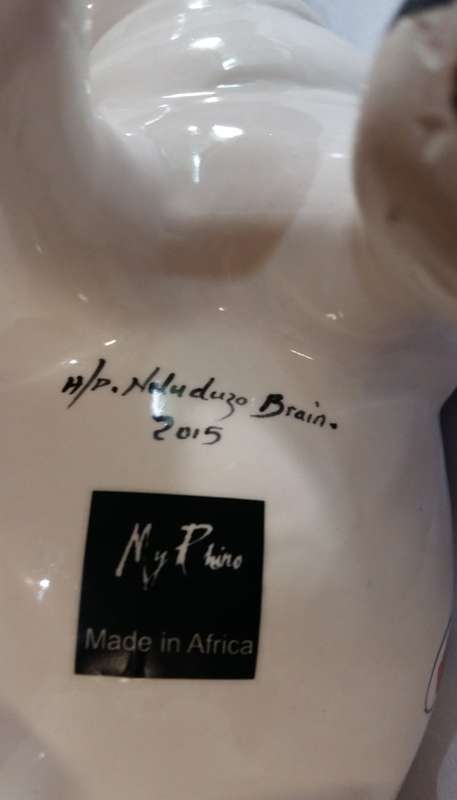 H/P. Nduduzo Brain.
2015
My Rhino
Made in Africa